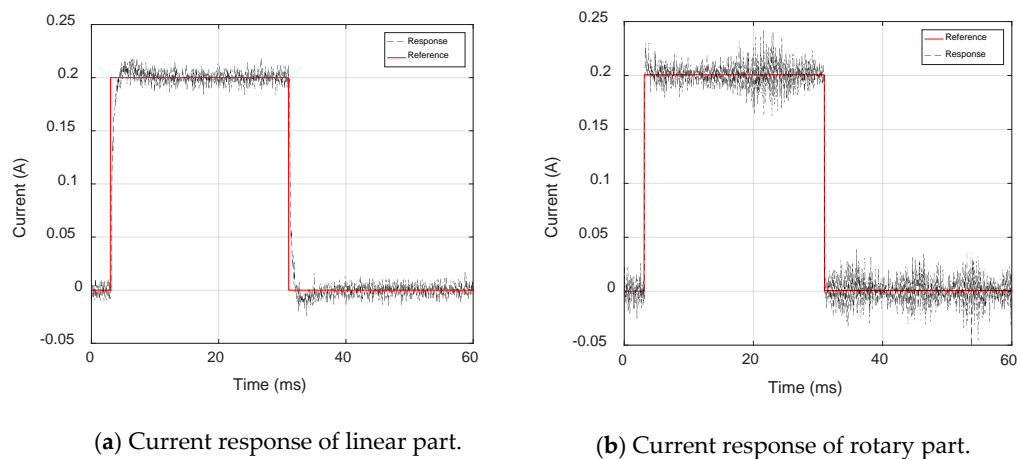 0.25
0.2
0.15
0.1
0.05
0
-0.05
Current (A)
Response
Reference
0
20
40
60
Time (ms)
(a) Current response of linear part.
0.25
0.2
0.15
0.1
0.05
0
-0.05
Current (A)
Reference
Response
0
20
40
60
Time (ms)
(b) Current response of rotary part.